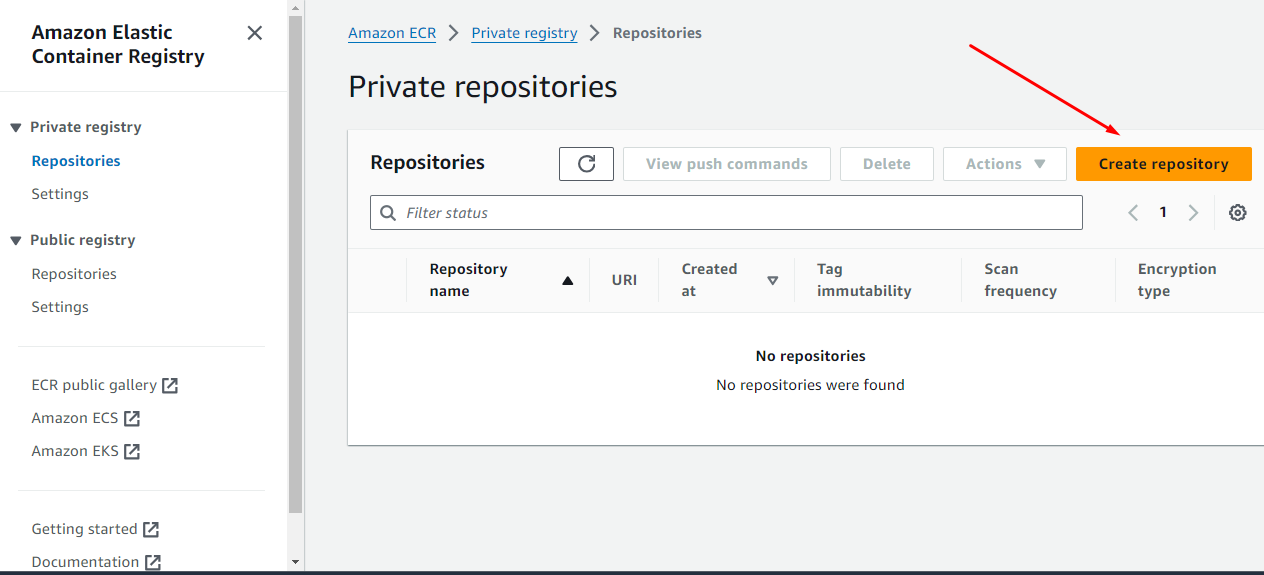 Amazon Elastic
Container Registry
Private registry
Repositories
Settings
Public registry
Repositories
Settings
ECR public gallery
Amazon ECS
Amazon EKS
Getting started
Documentation
Amazon ECR > Private registry > Repositories
Private repositories
Repositories
View push commands
Delete
Actions
Create repository
Filter status
1
Repository
name
URI
Created
at
Tag
immutability
Scan
frequency
Encryption
type
No repositories
No repositories were found